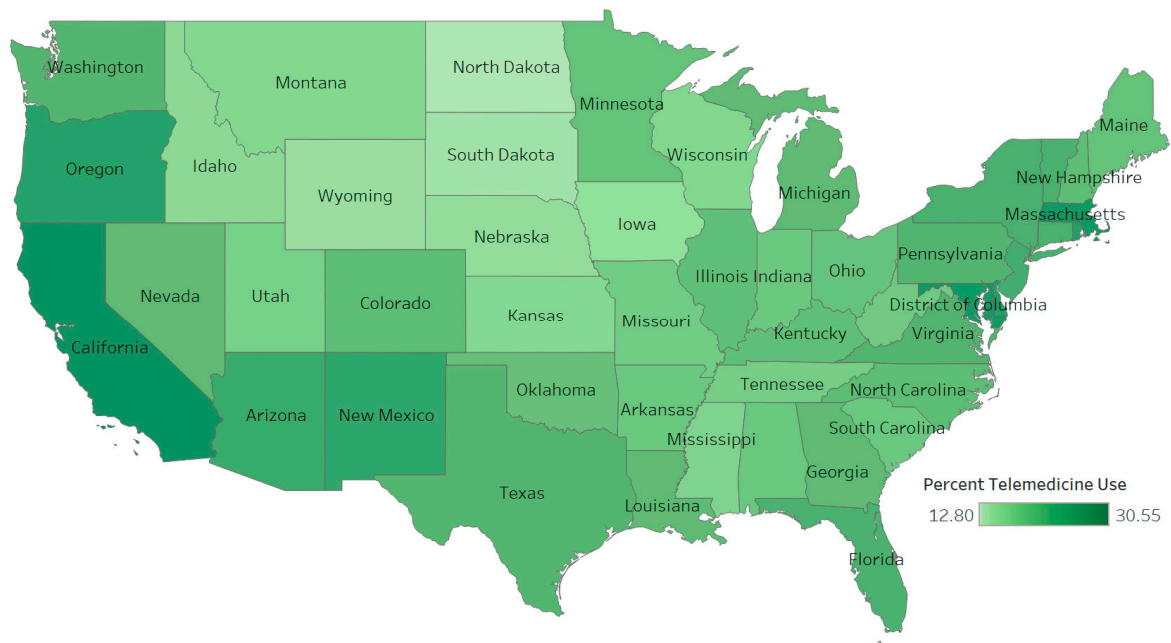 Washington
Montana
North Dakota
Minnesota
Maine
Oregon
Idaho
South Dakota
Wisconsin
Michigan
New Hampshire
Wyoming
Massachusetts
Nebraska
Iowa
Pennsylvania
Nevada
Utah
Colorado
Illinois
Indiana
Ohio
District of Columbia
Kansas
Missouri
Kentucky
Virginia
California
Tennessee
Oklahoma
North Carolina
Arizona
New Mexico
Arkansas
South Carolina
Mississippi
Georgia
Texas
Louisiana
Florida
Percent Telemedicine Use
12.80 30.55